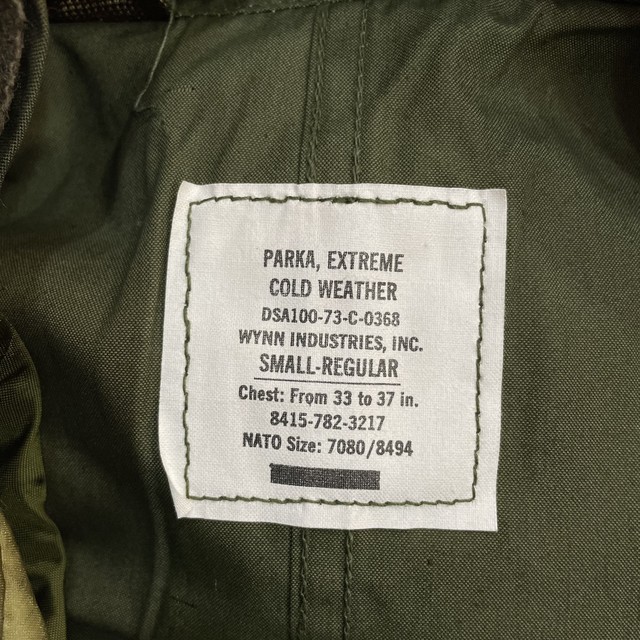 PARKA, EXTREME
COLD WEATHER
DSA100-73-C-0368
WYNN INDUSTRIES, INC.
SMALL-REGULAR
Chest: From 33 to 37 in.
8415-782-3217
NATO Size: 7080/8494